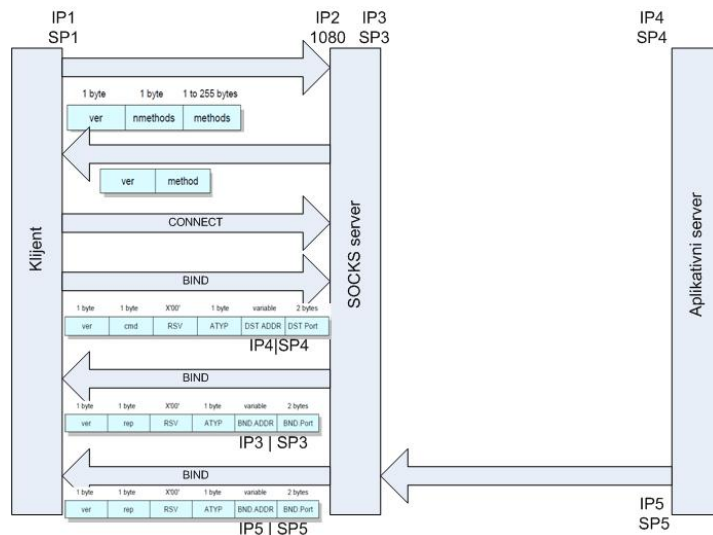 IP1 IP2 IP3 IP4
SP1 1080 SP3 SP4
1 byte 1 byte 1 to 255 bytes
ver nmethods methods
ver method
CONNECT
BIND
1 byte 1 byte X'00' 1 byte variable 2 bytes
ver cmd RSV ATYP DST ADDR DST Port
IP4|SP4
BIND
1 byte 1 byte X'00' 1 byte variable 2 bytes
ver rep RSV ATYP BND.ADDR BND.Port
IP3 | SP3
BIND
1 byte 1 byte X'00' 1 byte variable 2 bytes
ver rep RSV ATYP BND.ADDR BND.Port
IP5 | SP5
IP5
SP5
Klijent
SOCKS server
Aplikativni server